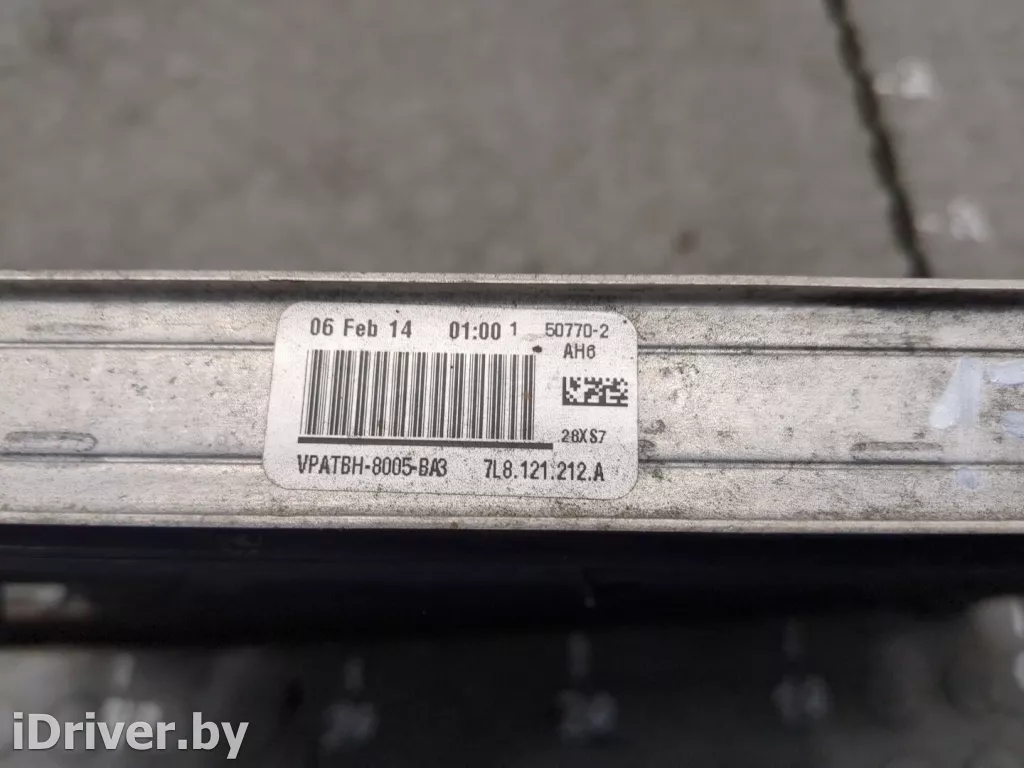 06 Feb 14 01:00 1 50770-2
AH6
28XS7
VPATBH-8005-BA3 7L8.121.212.A
iDriver.by